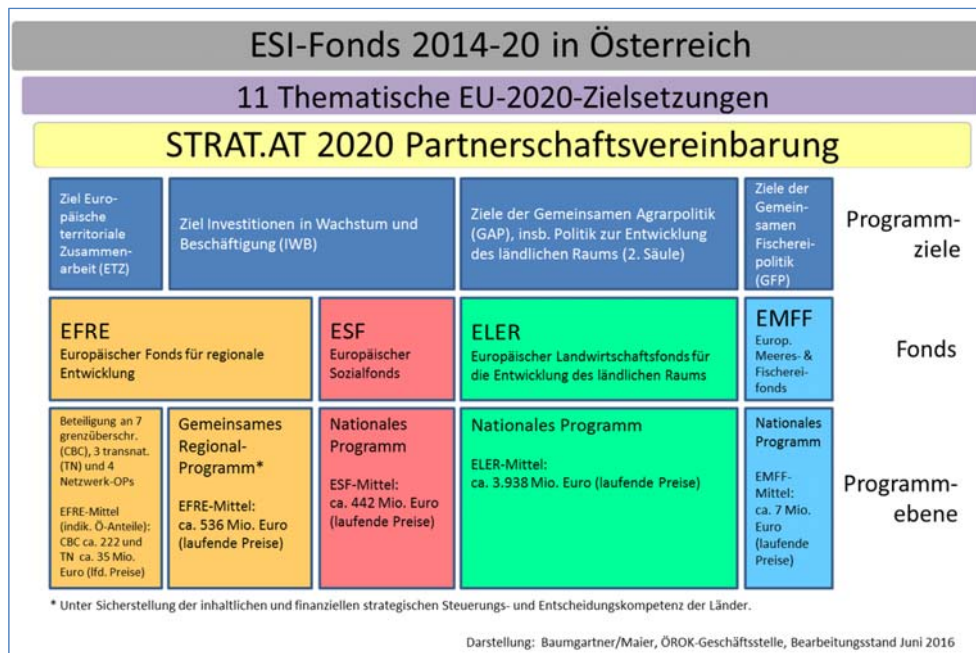 ESI-Fonds 2014-20 in Österreich
11 Thematische EU-2020-Zielsetzungen
STRAT.AT 2020 Partnerschaftsvereinbarung
Ziel Euro-
päische
territoriale
Zusammen-
arbeit (ETZ)
Ziel Investitionen in Wachstum und
Beschäftigung (IWB)
Ziele der Gemeinsamen Agrarpolitik
(GAP), insb. Politik zur Entwicklung
des ländlichen Raums (2. Säule)
Ziele der
Gemein-
samen
Fischerei-
politik
(GFP)
Programm-
ziele
EFRE
Europäischer Fonds für regionale
Entwicklung
ESF
Europäischer
Sozialfonds
ELER
Europäischer Landwirtschaftsfonds für
die Entwicklung des ländlichen Raums
EMFF
Europ.
Meeres- &
Fischerei-
fonds
Fonds
Beteiligung an 7
grenzüberschr.
(CBC), 3 transnat.
(TN) und 4
Netzwerk-OPs
EFRE-Mittel
(indik. Ö-Anteile):
CBC ca. 222 und
TN ca. 35 Mio.
Euro (lfd. Preise)
Gemeinsames
Regional-
Programm*
EFRE-Mittel:
ca. 536 Mio. Euro
(laufende Preise)
Nationales
Programm
ESF-Mittel:
ca. 442 Mio. Euro
(laufende Preise)
Nationales Programm
ELER-Mittel:
ca. 3.938 Mio. Euro (laufende Preise)
Nationales
Programm
EMFF-
Mittel:
ca. 7 Mio.
Euro
(laufende
Preise)
Programm-
ebene
* Unter Sicherstellung der inhaltlichen und finanziellen strategischen Steuerungs- und Entscheidungskompetenz der Länder.
Darstellung: Baumgartner/Maier, ÖROK-Geschäftsstelle, Bearbeitungsstand Juni 2016